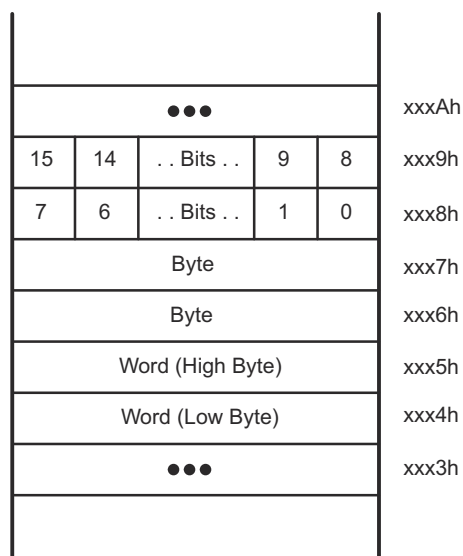 ●●● xxxAh
15 14 . . Bits . . 9 8 xxx9h
7 6 . . Bits . . 1 0 xxx8h
Byte xxx7h
Byte xxx6h
Word (High Byte) xxx5h
Word (Low Byte) xxx4h
●●● xxx3h